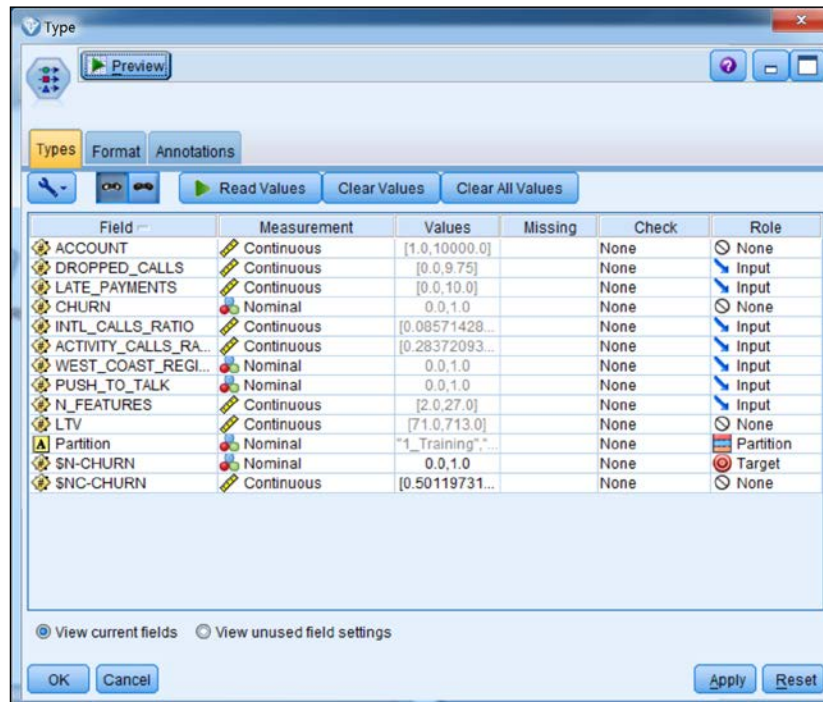 Type
Preview
Types Format Annotations
Read Values Clear Values Clear All Values
Field Measurement Values Missing Check Role
ACCOUNT Continuous [1.0,10000.0] None None
DROPPED_CALLS Continuous [0.0,9.75] None Input
LATE_PAYMENTS Continuous [0.0,10.0] None Input
CHURN Nominal 0.0,1.0 None None
INTL_CALLS_RATIO Continuous [0.08571428... None Input
ACTIVITY_CALLS_RA... Continuous [0.28372093... None Input
WEST_COAST_REGI... Nominal 0.0,1.0 None Input
PUSH_TO_TALK Nominal 0.0,1.0 None Input
N_FEATURES Continuous [2.0,27.0] None Input
LTV Continuous [71.0,713.0] None None
A Partition Nominal "1_Training","... None Partition
$N-CHURN Nominal 0.0,1.0 None Target
$NC-CHURN Continuous [0.50119731... None None
View current fields View unused field settings
OK Cancel Apply Reset